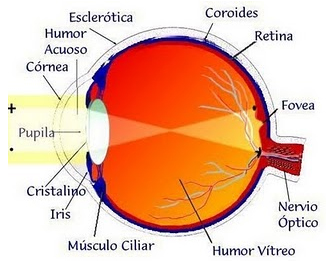 Esclerótica
Coroides
Humor
Acuoso
Retina
Córnea
+
Fovea
Pupila
-
Cristalino
Iris
Nervio
Óptico
Músculo Ciliar
Humor Vítreo